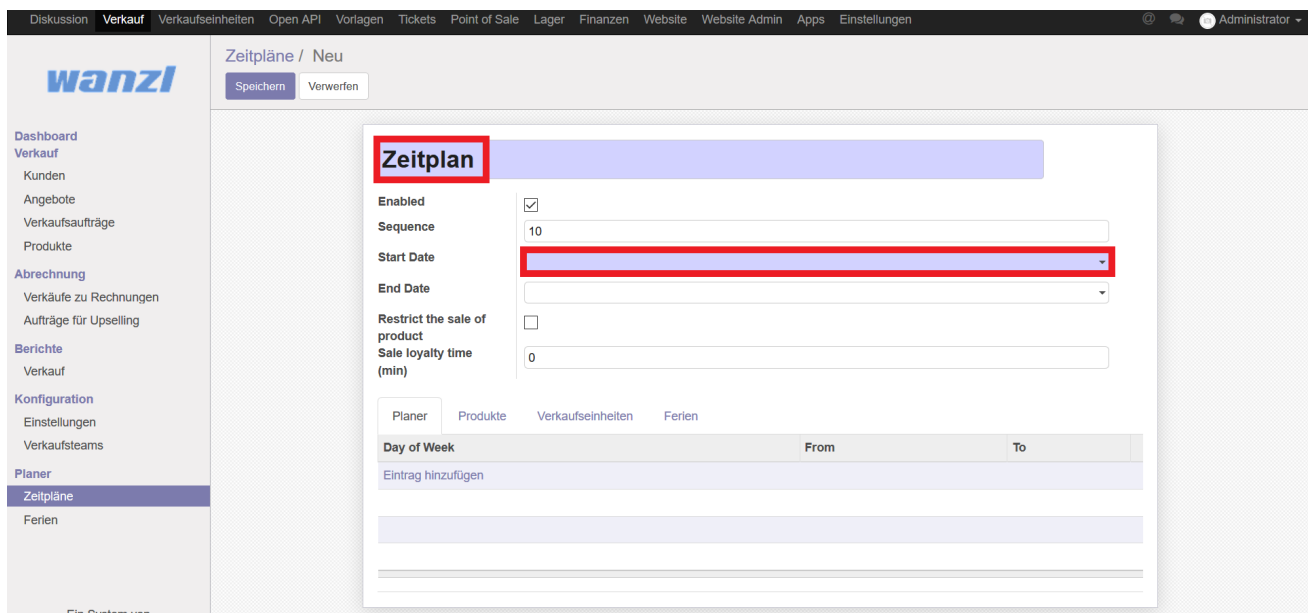 Diskussion Verkauf Verkaufseinheiten Open API Vorlagen Tickets Point of Sale Lager Finanzen Website Website Admin Apps Einstellungen @ Administrator
wanzl
Zeitpläne / Neu
Speichern Verwerfen
Dashboard
Verkauf
Kunden
Angebote
Verkaufsaufträge
Produkte
Abrechnung
Verkäufe zu Rechnungen
Aufträge für Upselling
Berichte
Verkauf
Konfiguration
Einstellungen
Verkaufsteams
Planer
Zeitpläne
Ferien
Ein System von
Zeitplan
Enabled
Sequence 10
Start Date
End Date
Restrict the sale of
product
Sale loyalty time
(min) 0
Planer Produkte Verkaufseinheiten Ferien
Day of Week From To
Eintrag hinzufügen